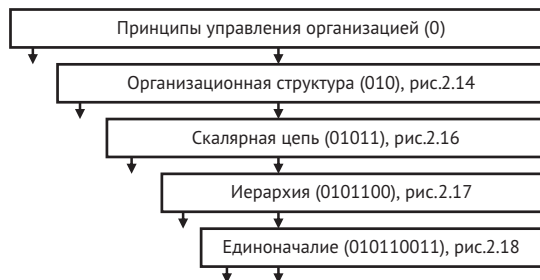 Принципы управления организацией (0)
Организационная структура (010), рис.2.14
Скалярная цепь (01011), рис.2.16
Иерархия (0101100), рис.2.17
Единоначалие (010110011), рис.2.18